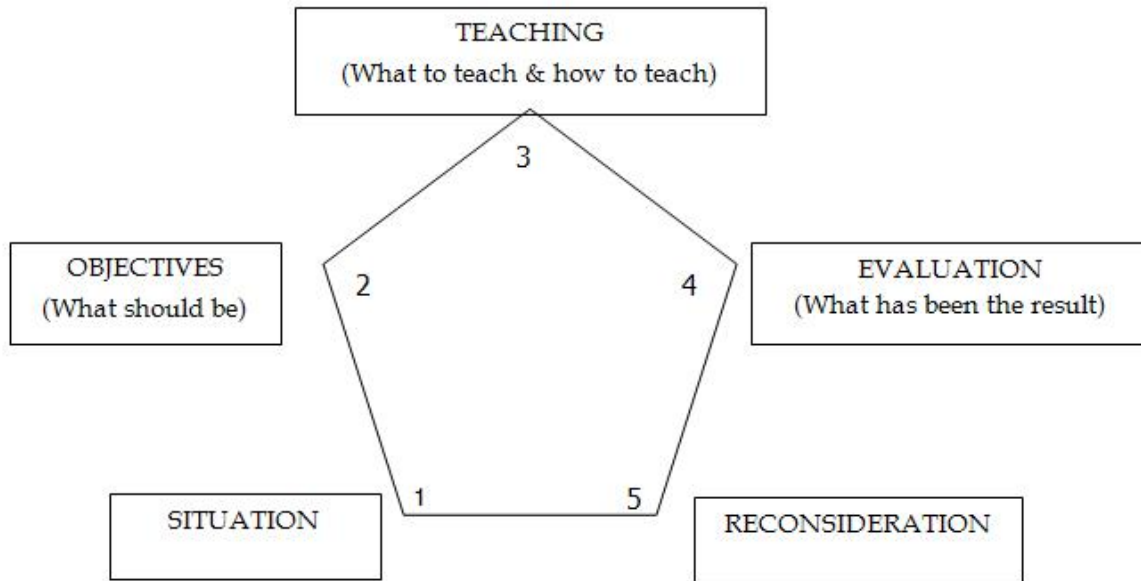 TEACHING
(What to teach & how to teach)
3
OBJECTIVES
(What should be)
2
4
EVALUATION
(What has been the result)
SITUATION
1
5
RECONSIDERATION